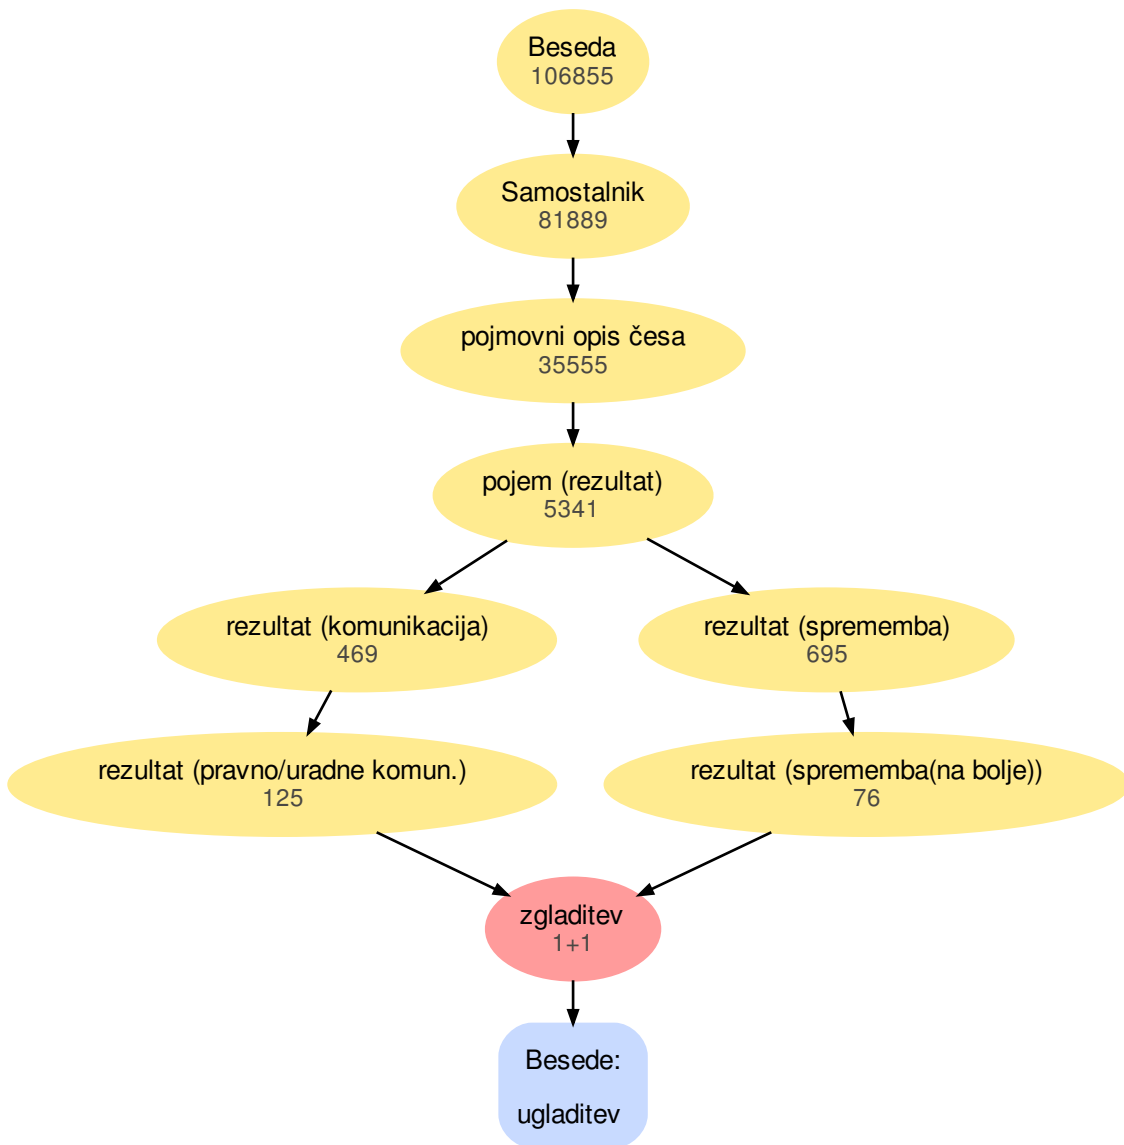 Beseda
106855
Samostalnik
81889
pojmovni opis česa
35555
pojem (rezultat)
5341
rezultat (komunikacija)
469
rezultat (sprememba)
695
rezultat (pravno/uradne komun.)
125
rezultat (sprememba(na bolje))
76
zgladitev
1+1
Besede:
ugladitev